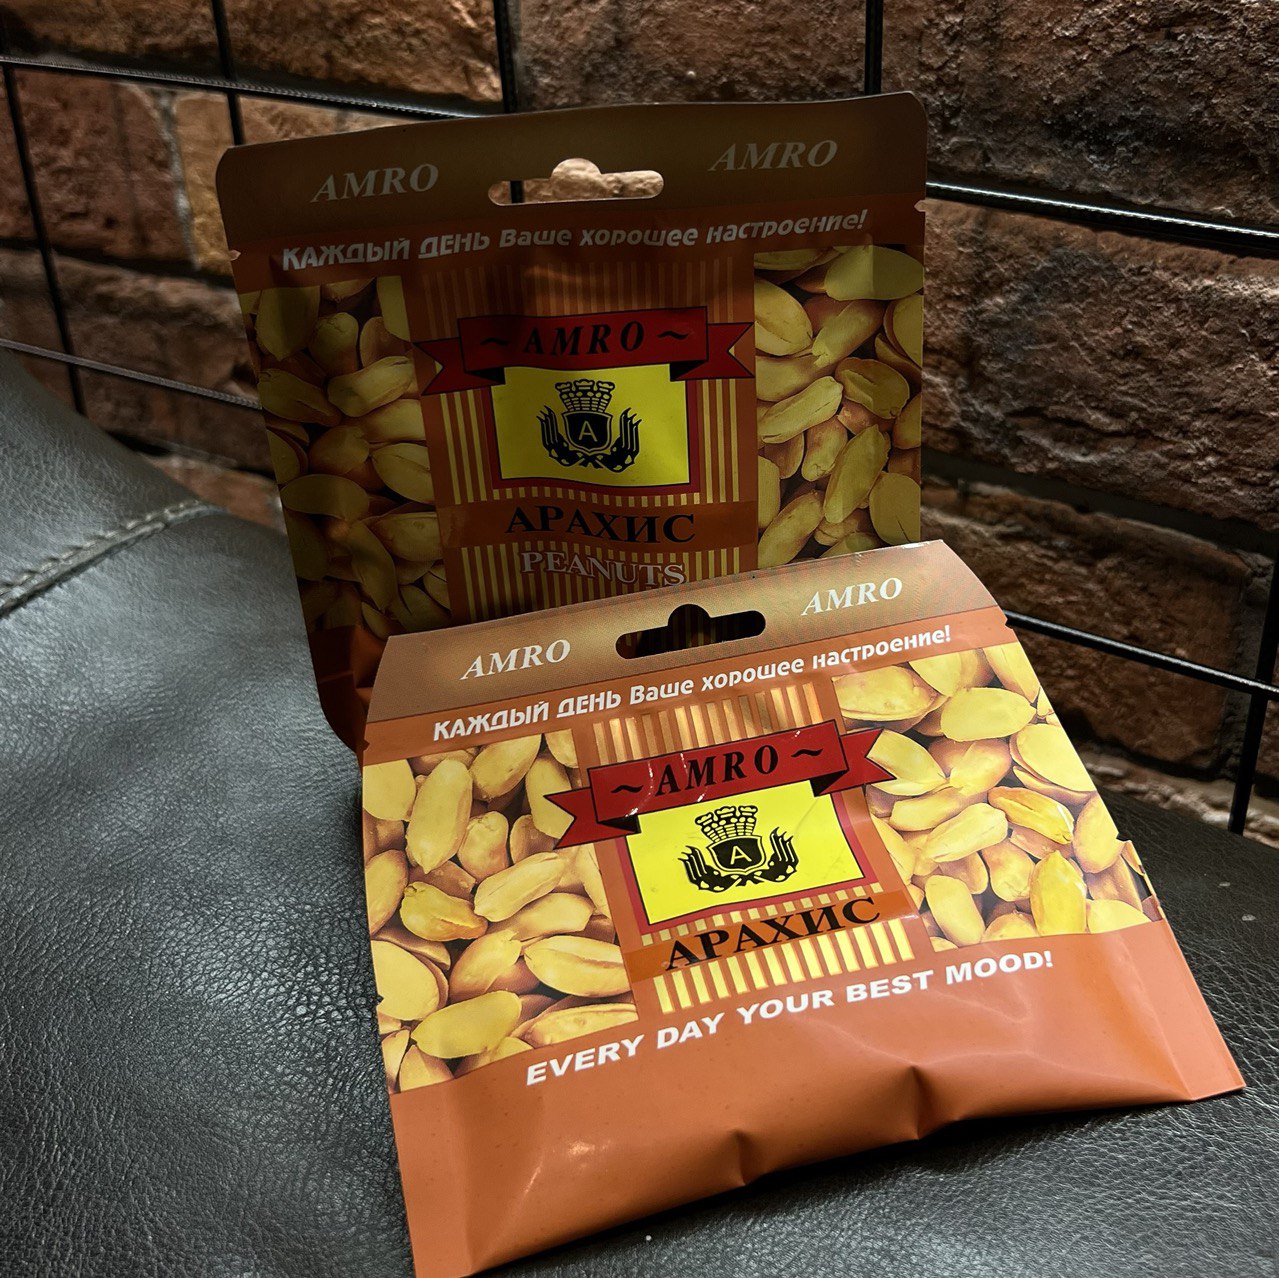 AMRO AMRO
КАЖДЫЙ ДЕНЬ Ваше хорошее настроение!
~ AMRO ~
A
АРАХИС
PEANUTS
AMRO AMRO
КАЖДЫЙ ДЕНЬ Ваше хорошее настроение!
~ AMRO ~
A
АРАХИС
EVERY DAY YOUR BEST MOOD!